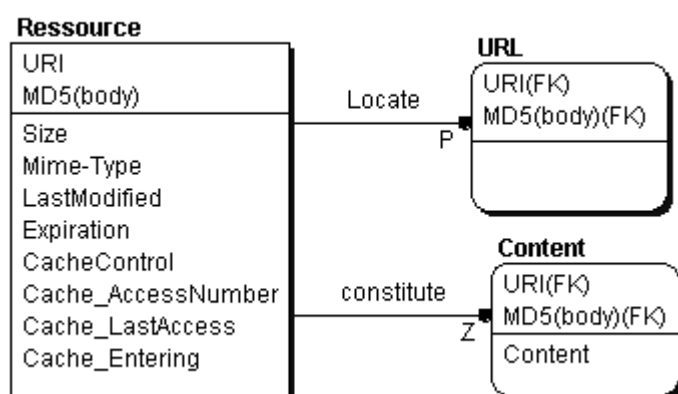 Ressource
URI
MD5(body)
Size
Mime-Type
LastModified
Expiration
CacheControl
Cache_AccessNumber
Cache_LastAccess
Cache_Entering
Locate
P
URL
URI(FK)
MD5(body)(FK)
constitute
Z
Content
URI(FK)
MD5(body)(FK)
Content